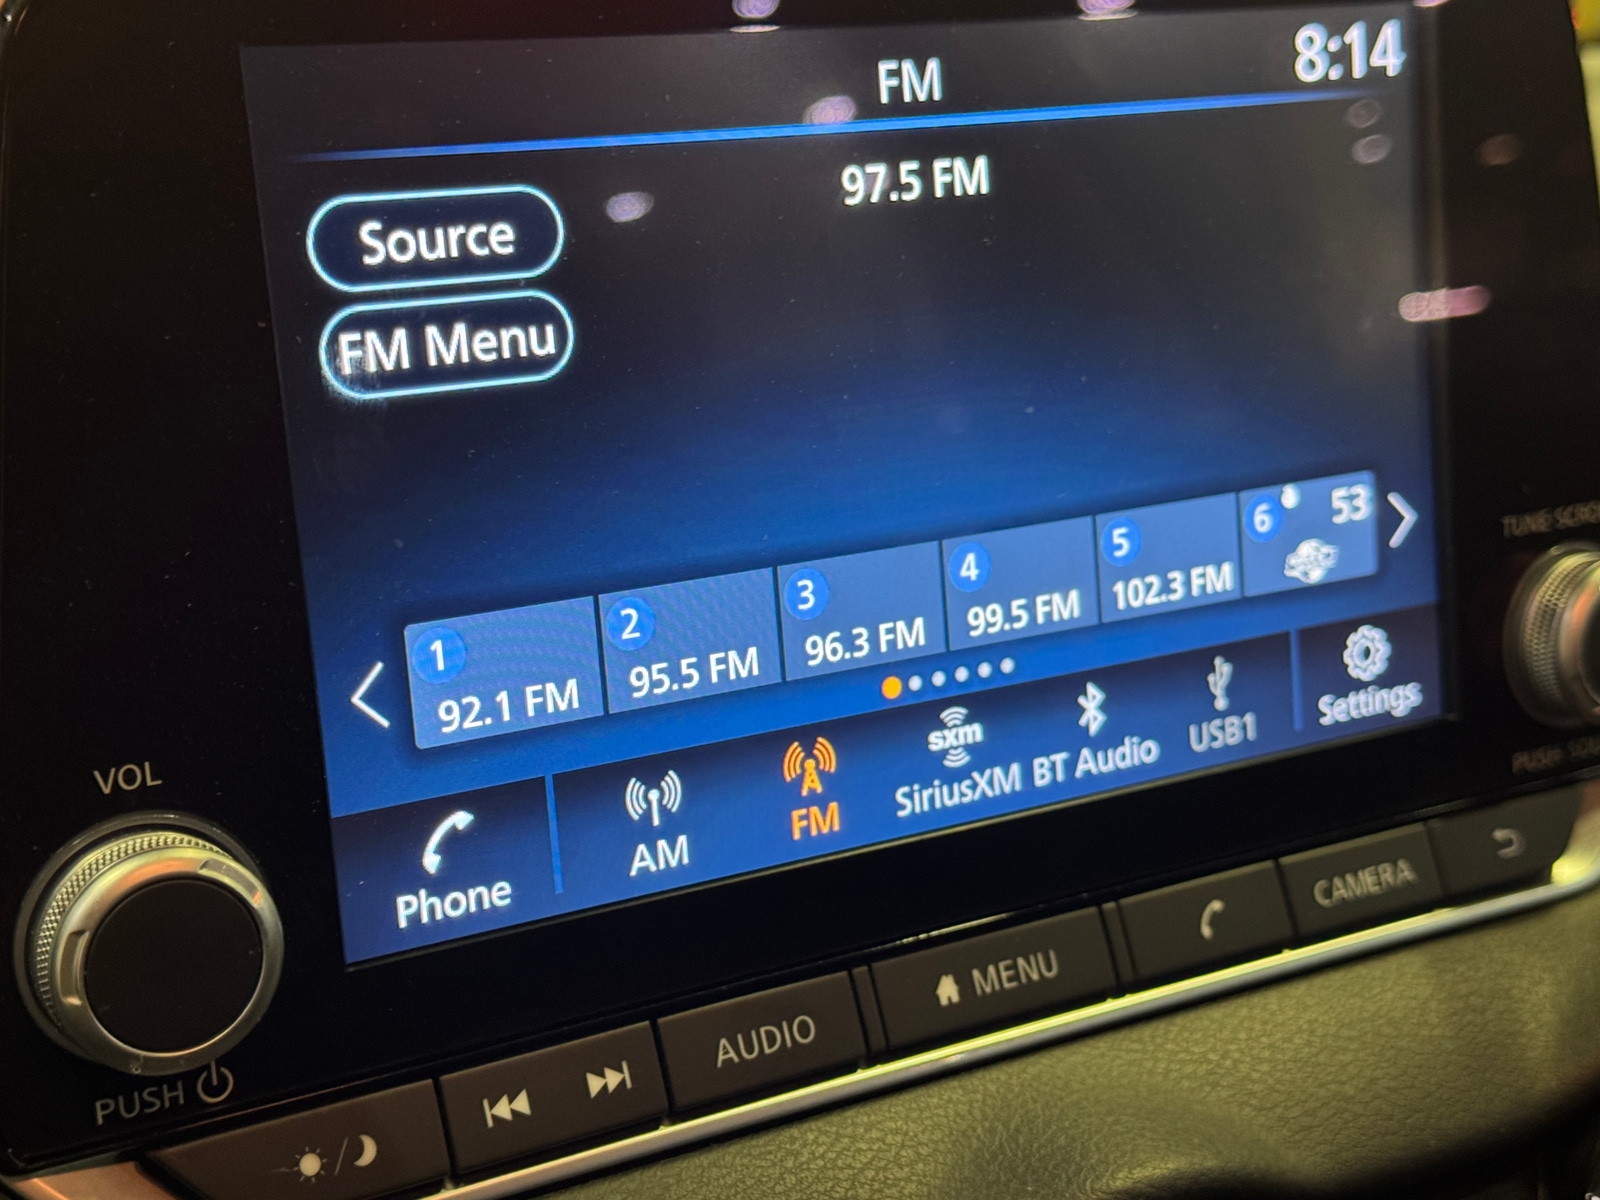 FM
8:14
97.5 FM
Source
FM Menu
1
92.1 FM
2
95.5 FM
3
96.3 FM
4
99.5 FM
5
102.3 FM
6
53
Phone
AM
FM
sxm
SiriusXM
BT Audio
USB1
Settings
VOL
PUSH
AUDIO
MENU
CAMERA